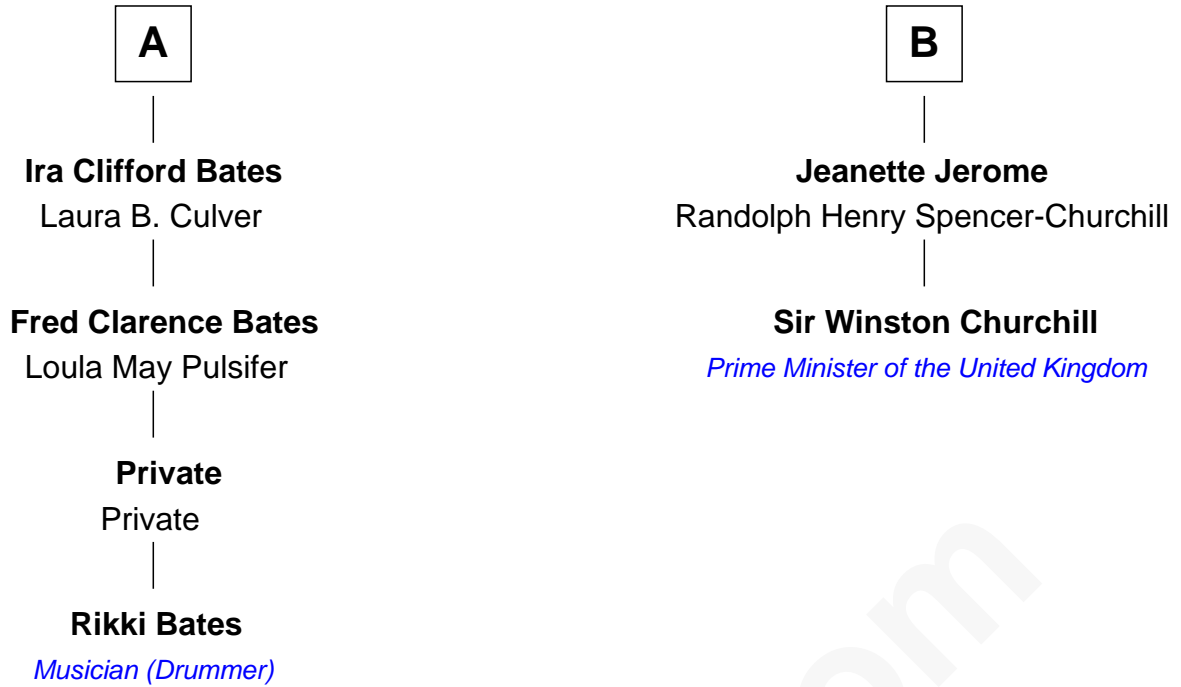 A
Ira Clifford Bates
Laura B. Culver
Fred Clarence Bates
Loula May Pulsifer
Private
Private
Rikki Bates
Musician (Drummer)
B
Jeanette Jerome
Randolph Henry Spencer-Churchill
Sir Winston Churchill
Prime Minister of the United Kingdom
om